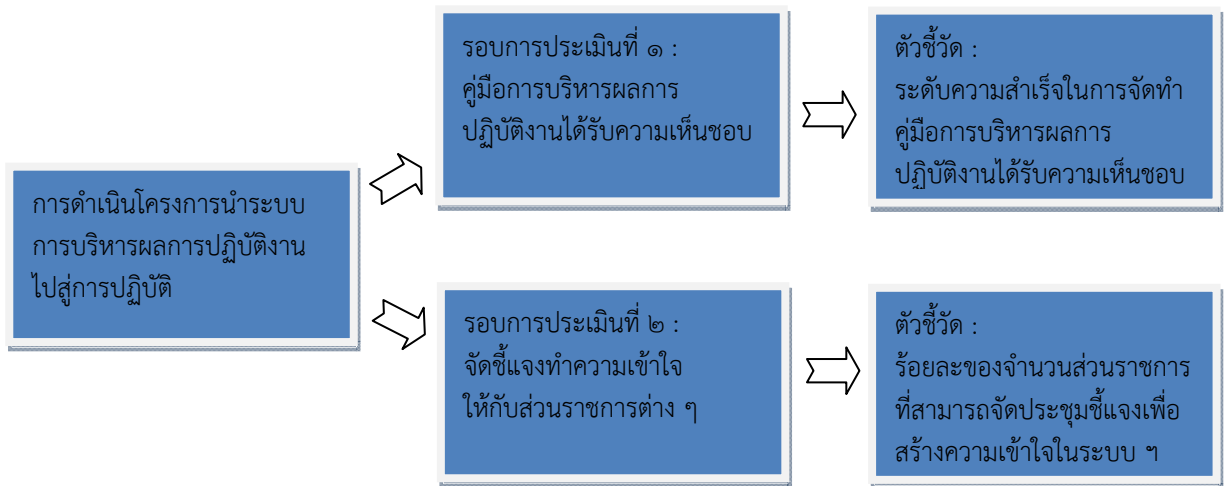 การดำเนินโครงการนำระบบ
การบริหารผลการปฏิบัติงาน
ไปสู่การปฏิบัติ
รอบการประเมินที่ ๑ :
คู่มือการบริหารผลการ
ปฏิบัติงานได้รับความเห็นชอบ
ตัวชี้วัด :
ระดับความสำเร็จในการจัดทำ
คู่มือการบริหารผลการ
ปฏิบัติงานได้รับความเห็นชอบ
รอบการประเมินที่ ๒ :
จัดชี้แจงทำความเข้าใจ
ให้กับส่วนราชการต่าง ๆ
ตัวชี้วัด :
ร้อยละของจำนวนส่วนราชการ
ที่สามารถจัดประชุมชี้แจงเพื่อ
สร้างความเข้าใจในระบบ ฯ